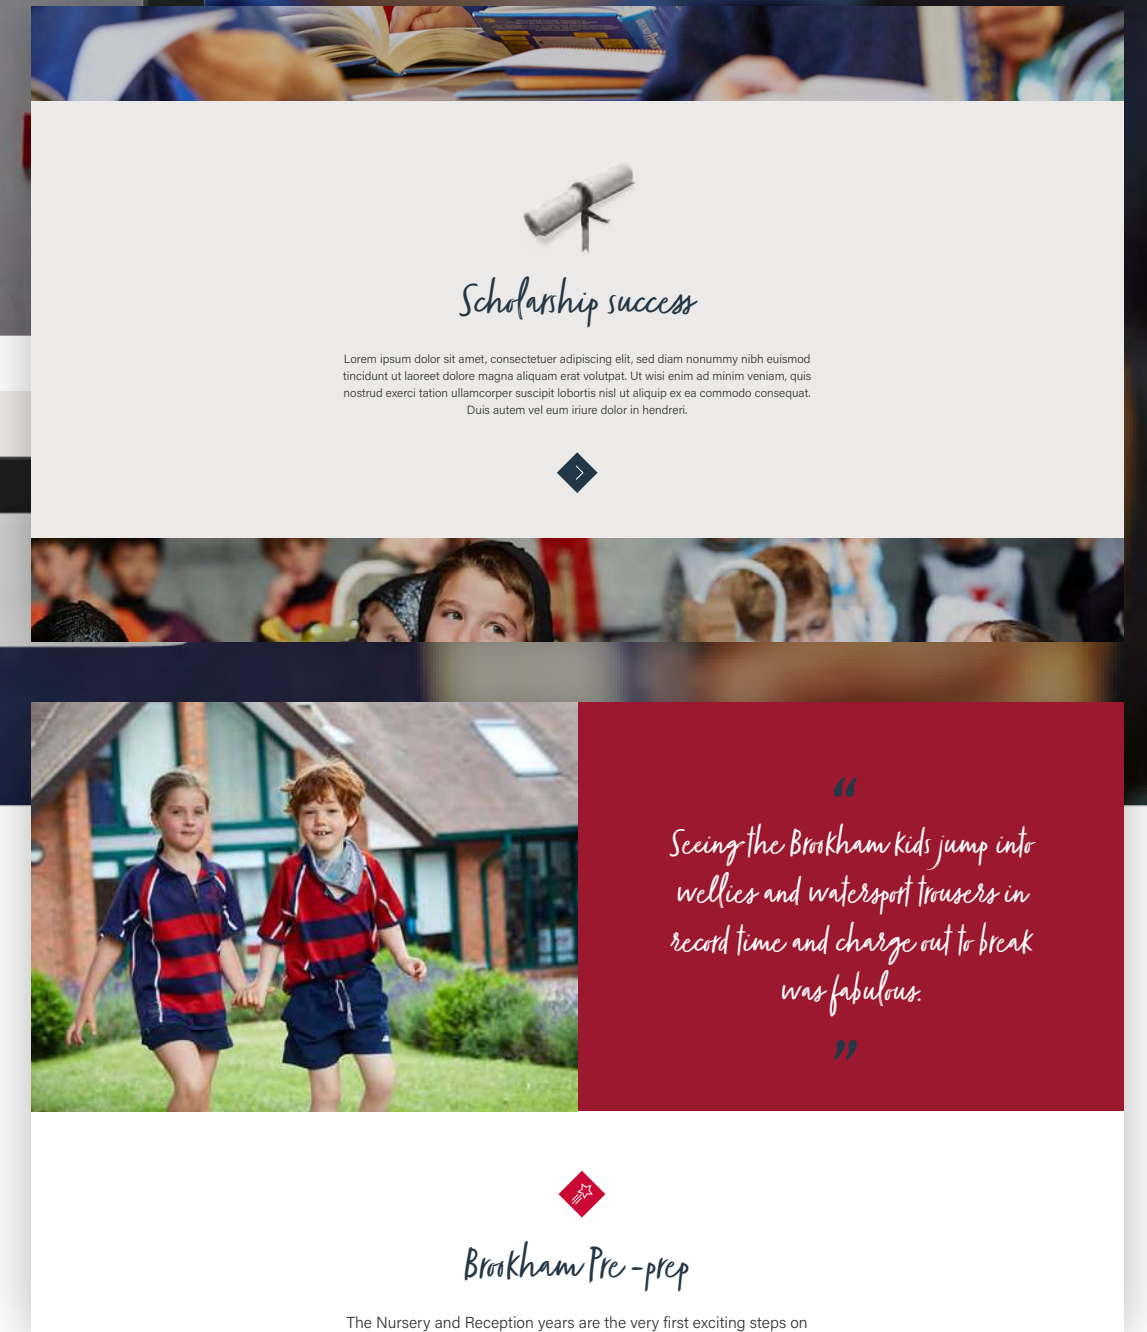 Scholarship success
Lorem ipsum dolor sit amet, consectetuer adipiscing elit, sed diam nonummy nibh euismod
tincidunt ut laoreet dolore magna aliquam erat volutpat. Ut wisi enim ad minim veniam, quis
nostrud exerci tation ullamcorper suscipit lobortis nisl ut aliquip ex ea commodo consequat.
Duis autem vel eum iriure dolor in hendreri.
“
Seeing the Brookham kids jump into
wellies and watersport trousers in
record time and charge out to break
was fabulous.
”
Brookham Pre-prep
The Nursery and Reception years are the very first exciting steps on